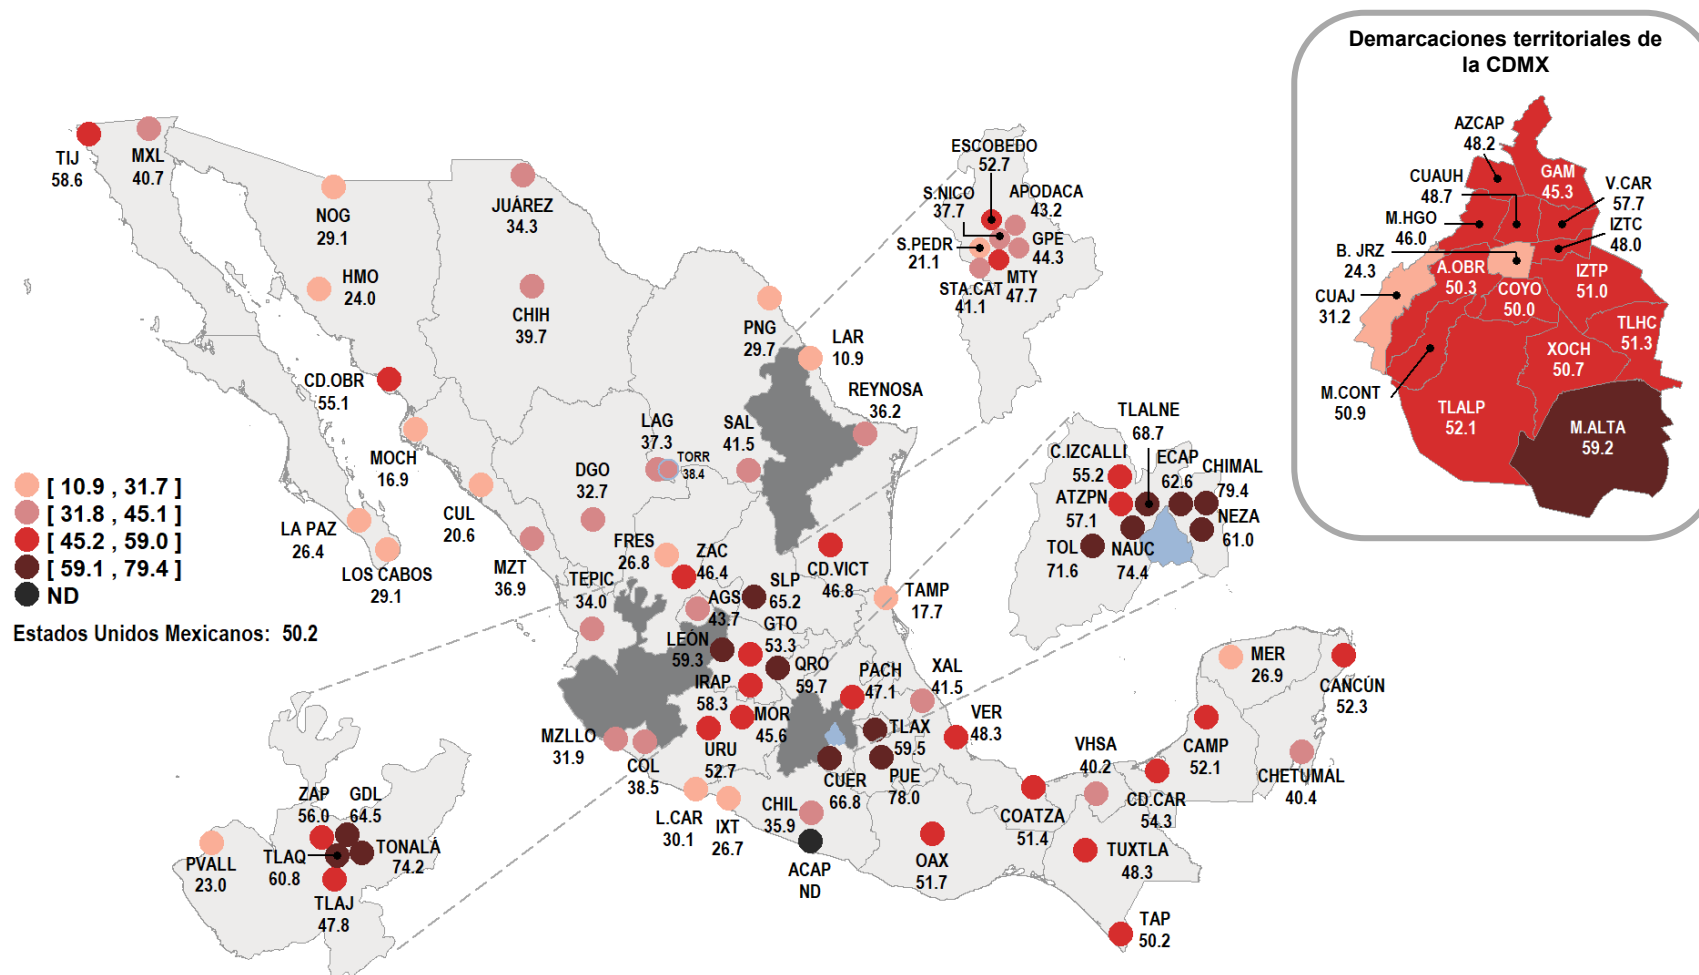 Demarcaciones territoriales de
la CDMX
AZCAP
48.2
CUAUH
48.7
GAM
45.3
V.CAR
57.7
M.HGO
46.0
IZTC
48.0
B. JRZ
24.3
A.OBR
50.3
COYO
50.0
IZTP
51.0
CUAJ
31.2
TLHC
51.3
XOCH
50.7
M.CONT
50.9
TLALP
52.1
M.ALTA
59.2
TIJ
58.6
MXL
40.7
NOG
29.1
HMO
24.0
JUÁREZ
34.3
CHIH
39.7
CD.OBR
55.1
MOCH
16.9
CUL
20.6
LA PAZ
26.4
LOS CABOS
29.1
MZT
36.9
DGO
32.7
LAG
37.3
TORR
38.4
SAL
41.5
PNG
29.7
LAR
10.9
REYNOSA
36.2
ESCOBEDO
52.7
S.NICO
37.7
APODACA
43.2
S.PEDR
21.1
GPE
44.3
STA.CAT
41.1
MTY
47.7
TLALNE
68.7
C.IZCALLI
55.2
ECAP
62.6
CHIMAL
79.4
ATZPN
57.1
NEZA
61.0
TOL
71.6
NAUC
74.4
FRES
26.8
ZAC
46.4
TEPIC
34.0
AGS
43.7
SLP
65.2
CD.VICT
46.8
TAMP
17.7
LEÓN
59.3
GTO
53.3
QRO
59.7
IRAP
58.3
PACH
47.1
XAL
41.5
MOR
45.6
URU
52.7
MZLLO
31.9
COL
38.5
TLAX
59.5
VER
48.3
CUER
66.8
PUE
78.0
L.CAR
30.1
IXT
26.7
CHIL
35.9
ACAP
ND
OAX
51.7
COATZA
51.4
VHSA
40.2
CD.CAR
54.3
TUXTLA
48.3
TAP
50.2
MER
26.9
CANCÚN
52.3
CAMP
52.1
CHETUMAL
40.4
[ 10.9 , 31.7 ]
[ 31.8 , 45.1 ]
[ 45.2 , 59.0 ]
[ 59.1 , 79.4 ]
ND
Estados Unidos Mexicanos: 50.2
ZAP
56.0
GDL
64.5
PVALL
23.0
TLAQ
60.8
TONALÁ
74.2
TLAJ
47.8